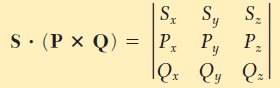 S · (P × Q) = | Sx Sy Sz |
| Px Py Pz |
| Qx Qy Qz |